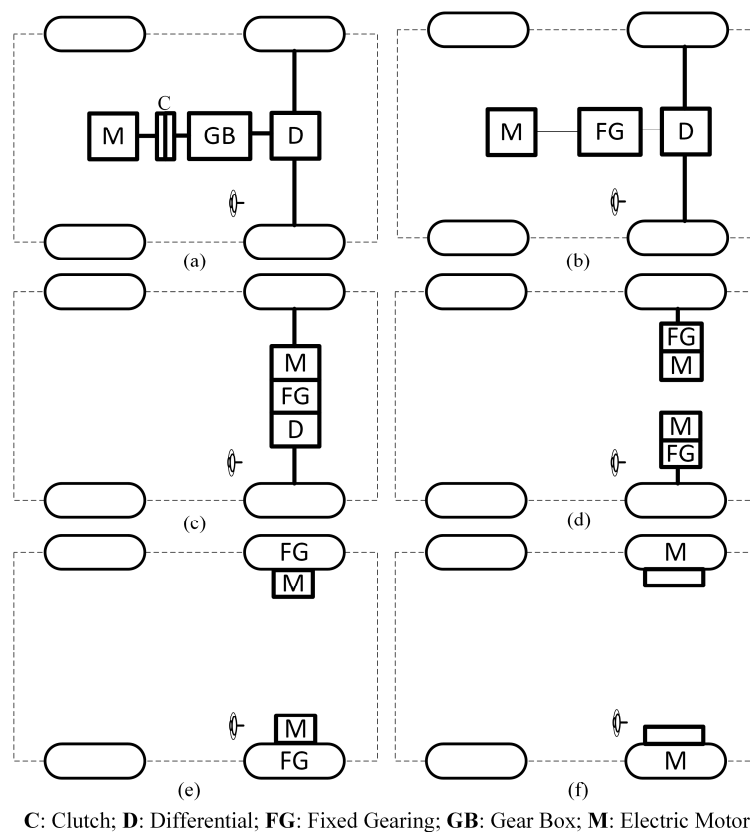 C
M GB D
M FG D
(a) (b)
M
FG
D
FG
M
M
FG
(c) (d)
FG
M
M
FG
M
M
(e) (f)
C: Clutch; D: Differential; FG: Fixed Gearing; GB: Gear Box; M: Electric Motor